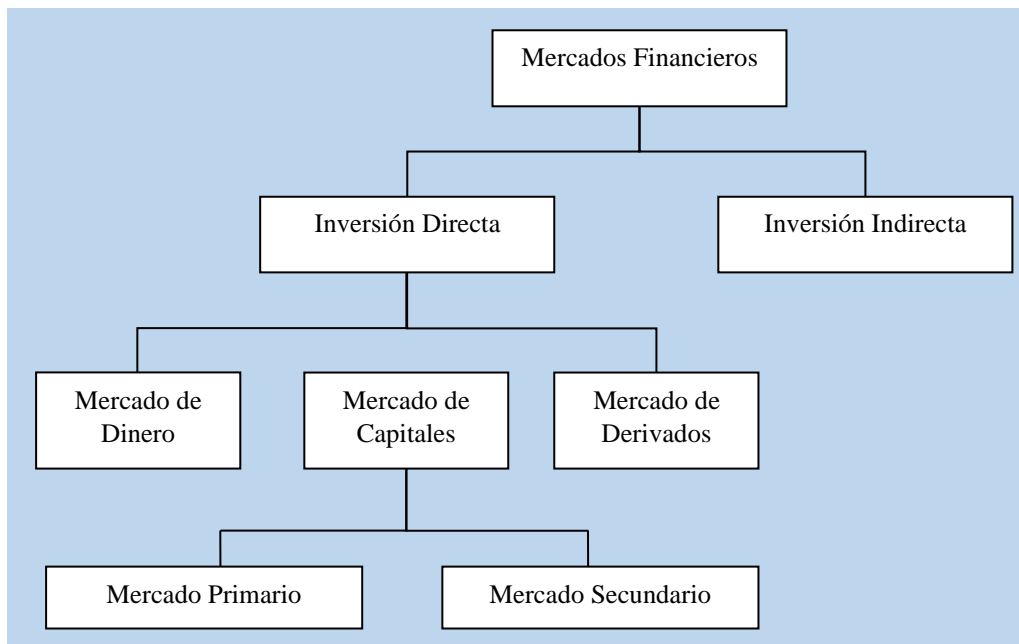 Mercados Financieros
Inversión Directa
Inversión Indirecta
Mercado de
Dinero
Mercado de
Capitales
Mercado de
Derivados
Mercado Primario
Mercado Secundario